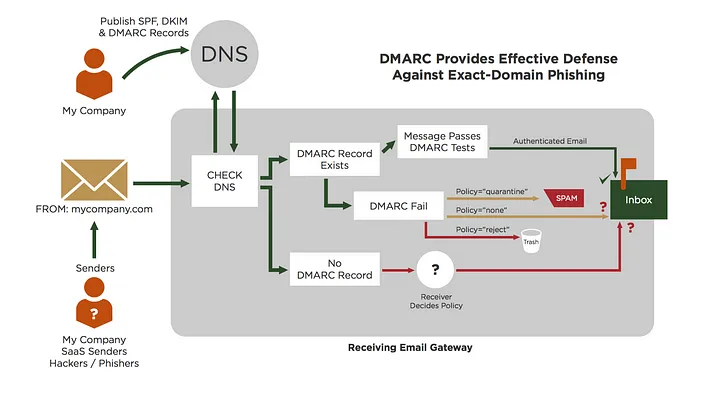 Publish SPF, DKIM
& DMARC Records
DNS
My Company
DMARC Provides Effective Defense
Against Exact-Domain Phishing
CHECK
DNS
DMARC Record
Exists
Message Passes
DMARC Tests
Authenticated Email
FROM: mycompany.com
DMARC Fail
Policy="quarantine"
SPAM
Policy="none"
?
Inbox
Policy="reject"
?
Trash
Senders
No
DMARC Record
?
Receiver
Decides Policy
?
My Company
SaaS Senders
Hackers / Phishers
Receiving Email Gateway